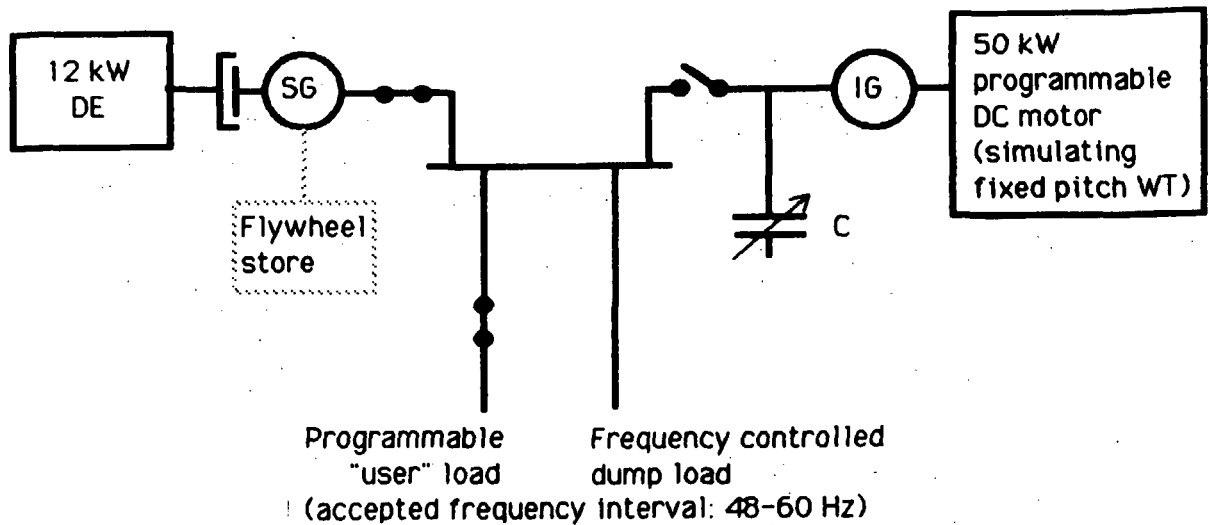 12 kW
DE
SG
Flywheel
store
IG
50 kW
programmable
DC motor
(simulating
fixed pitch WT)
C
Programmable
"user" load
Frequency controlled
dump load
(accepted frequency interval: 48-60 Hz)